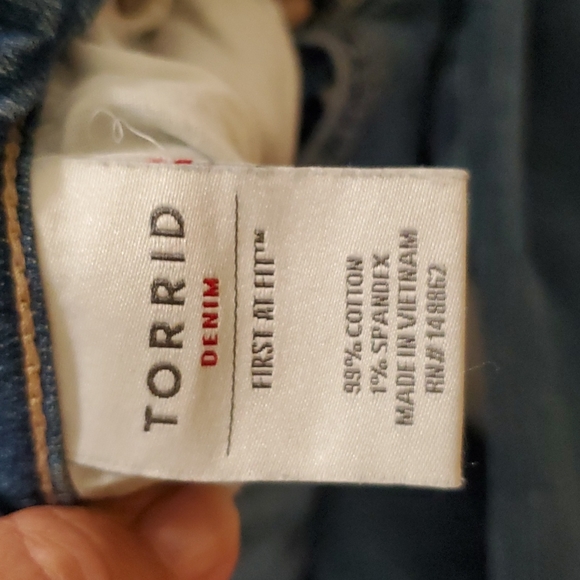 TORRID
DENIM
FIRST AT FIT™
99% COTTON
1% SPANDEX
MADE IN VIETNAM
RN# 148862